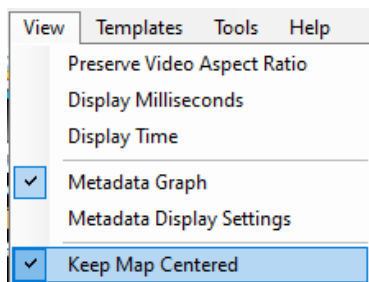 View Templates Tools Help
Preserve Video Aspect Ratio
Display Milliseconds
Display Time
Metadata Graph
Metadata Display Settings
Keep Map Centered